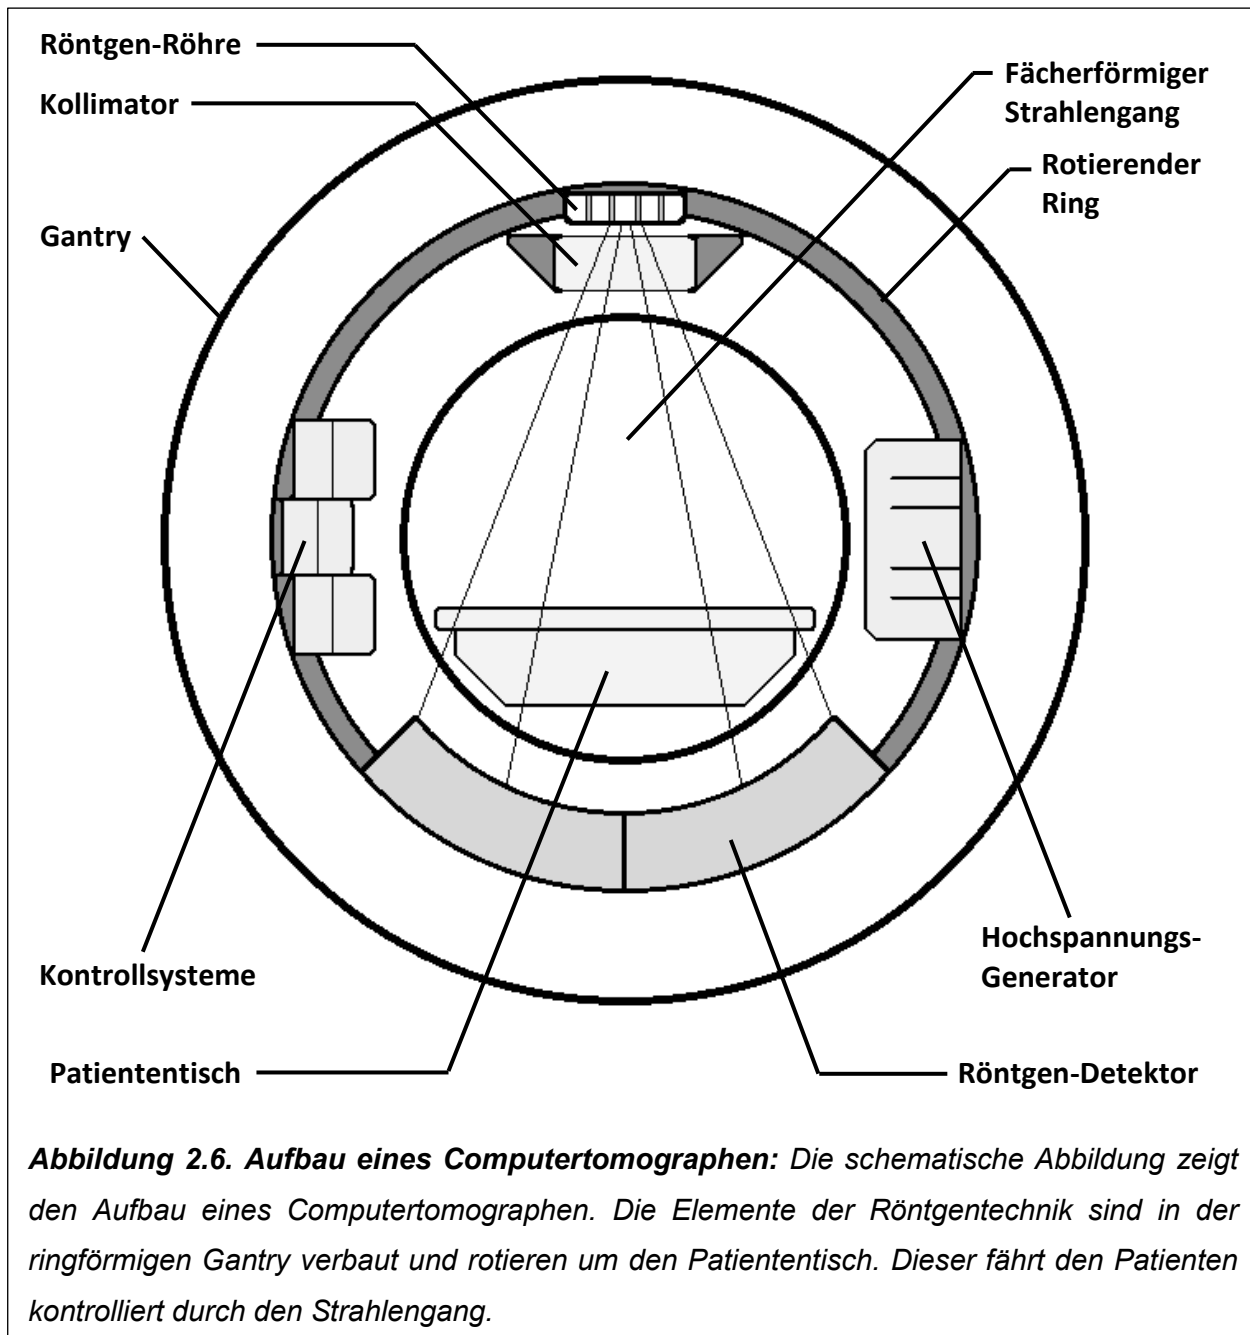 Röntgen-Röhre
Kollimator
Gantry
Fächerförmiger
Strahlengang
Rotierender
Ring
Kontrollsysteme
Patiententisch
Hochspannungs-
Generator
Röntgen-Detektor
Abbildung 2.6. Aufbau eines Computertomographen: Die schematische Abbildung zeigt
den Aufbau eines Computertomographen. Die Elemente der Röntgentechnik sind in der
ringförmigen Gantry verbaut und rotieren um den Patiententisch. Dieser fährt den Patienten
kontrolliert durch den Strahlengang.